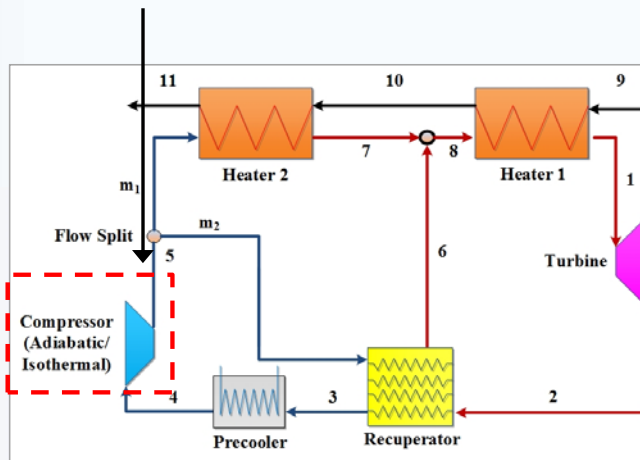 11
10
9
Heater 2
7
8
Heater 1
m1
1
Flow Split
m2
5
6
Turbine
Compressor
(Adiabatic/
Isothermal)
4
3
2
Precooler
Recuperator